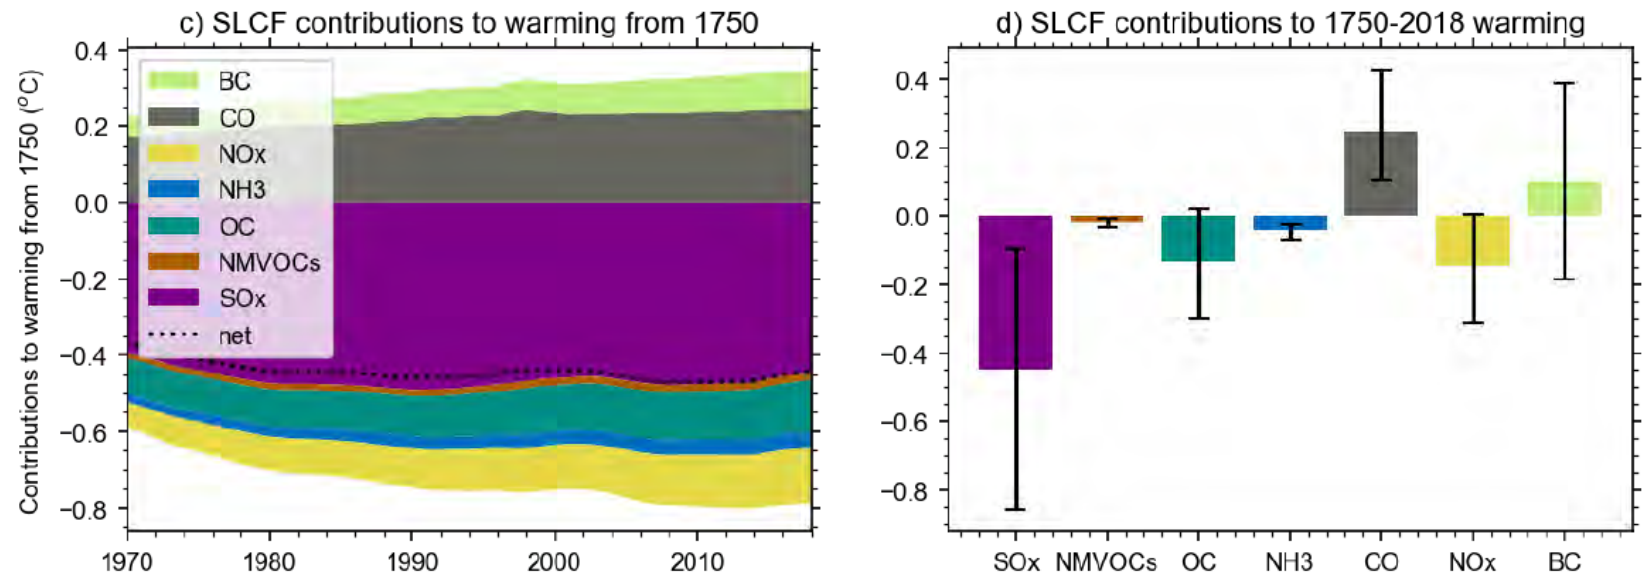 c) SLCF contributions to warming from 1750
Contributions to warming from 1750 (°C)
0.4
0.2
0.0
−0.2
−0.4
−0.6
−0.8
BC
CO
NOx
NH3
OC
NMVOCs
SOx
net
1970 1980 1990 2000 2010
d) SLCF contributions to 1750-2018 warming
0.4
0.2
0.0
−0.2
−0.4
−0.6
−0.8
SOx NMVOCs OC NH3 CO NOx BC